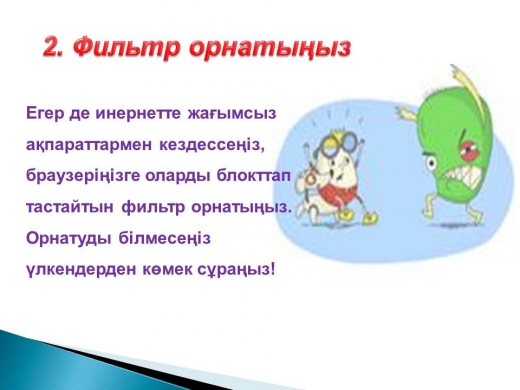 2. Фильтр орнатыңыз
Егер де инернетте жағымсыз
ақпараттармен кездессеңіз,
браузеріңізге оларды блокттап
тастайтын фильтр орнатыңыз.
Орнатуды білмесеңіз
үлкендерден көмек сұраңыз!